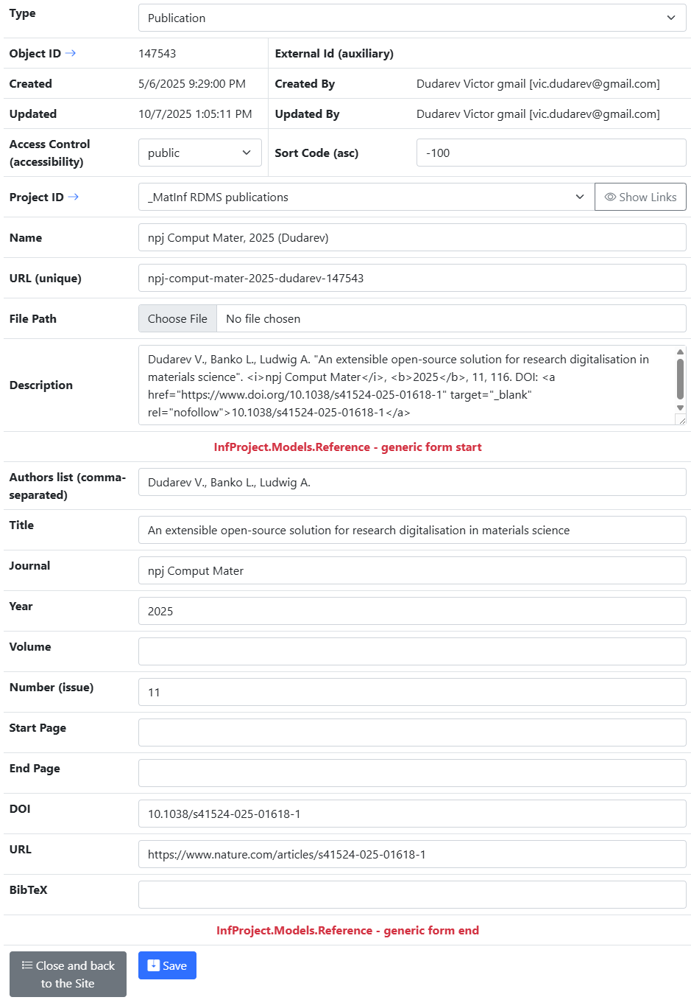 Type
Publication
Object ID →
147543
External Id (auxiliary)
Created
5/6/2025 9:29:00 PM
Created By
Dudarev Victor gmail [vic.dudarev@gmail.com]
Updated
10/7/2025 1:05:11 PM
Updated By
Dudarev Victor gmail [vic.dudarev@gmail.com]
Access Control
(accessibility)
public
Sort Code (asc)
-100
Project ID →
_MatInf RDMS publications
Show Links
Name
npj Comput Mater, 2025 (Dudarev)
URL (unique)
npj-comput-mater-2025-dudarev-147543
File Path
Choose File
No file chosen
Description
Dudarev V., Banko L., Ludwig A. "An extensible open-source solution for research digitalisation in
materials science". <i>npj Comput Mater</i>, <b>2025</b>, 11, 116. DOI: <a
href="https://www.doi.org/10.1038/s41524-025-01618-1" target="_blank"
rel="nofollow">10.1038/s41524-025-01618-1</a>
InfProject.Models.Reference - generic form start
Authors list (comma-
separated)
Dudarev V., Banko L., Ludwig A.
Title
An extensible open-source solution for research digitalisation in materials science
Journal
npj Comput Mater
Year
2025
Volume
Number (issue)
11
Start Page
End Page
DOI
10.1038/s41524-025-01618-1
URL
https://www.nature.com/articles/s41524-025-01618-1
BibTeX
InfProject.Models.Reference - generic form end
Close and back
to the Site
Save